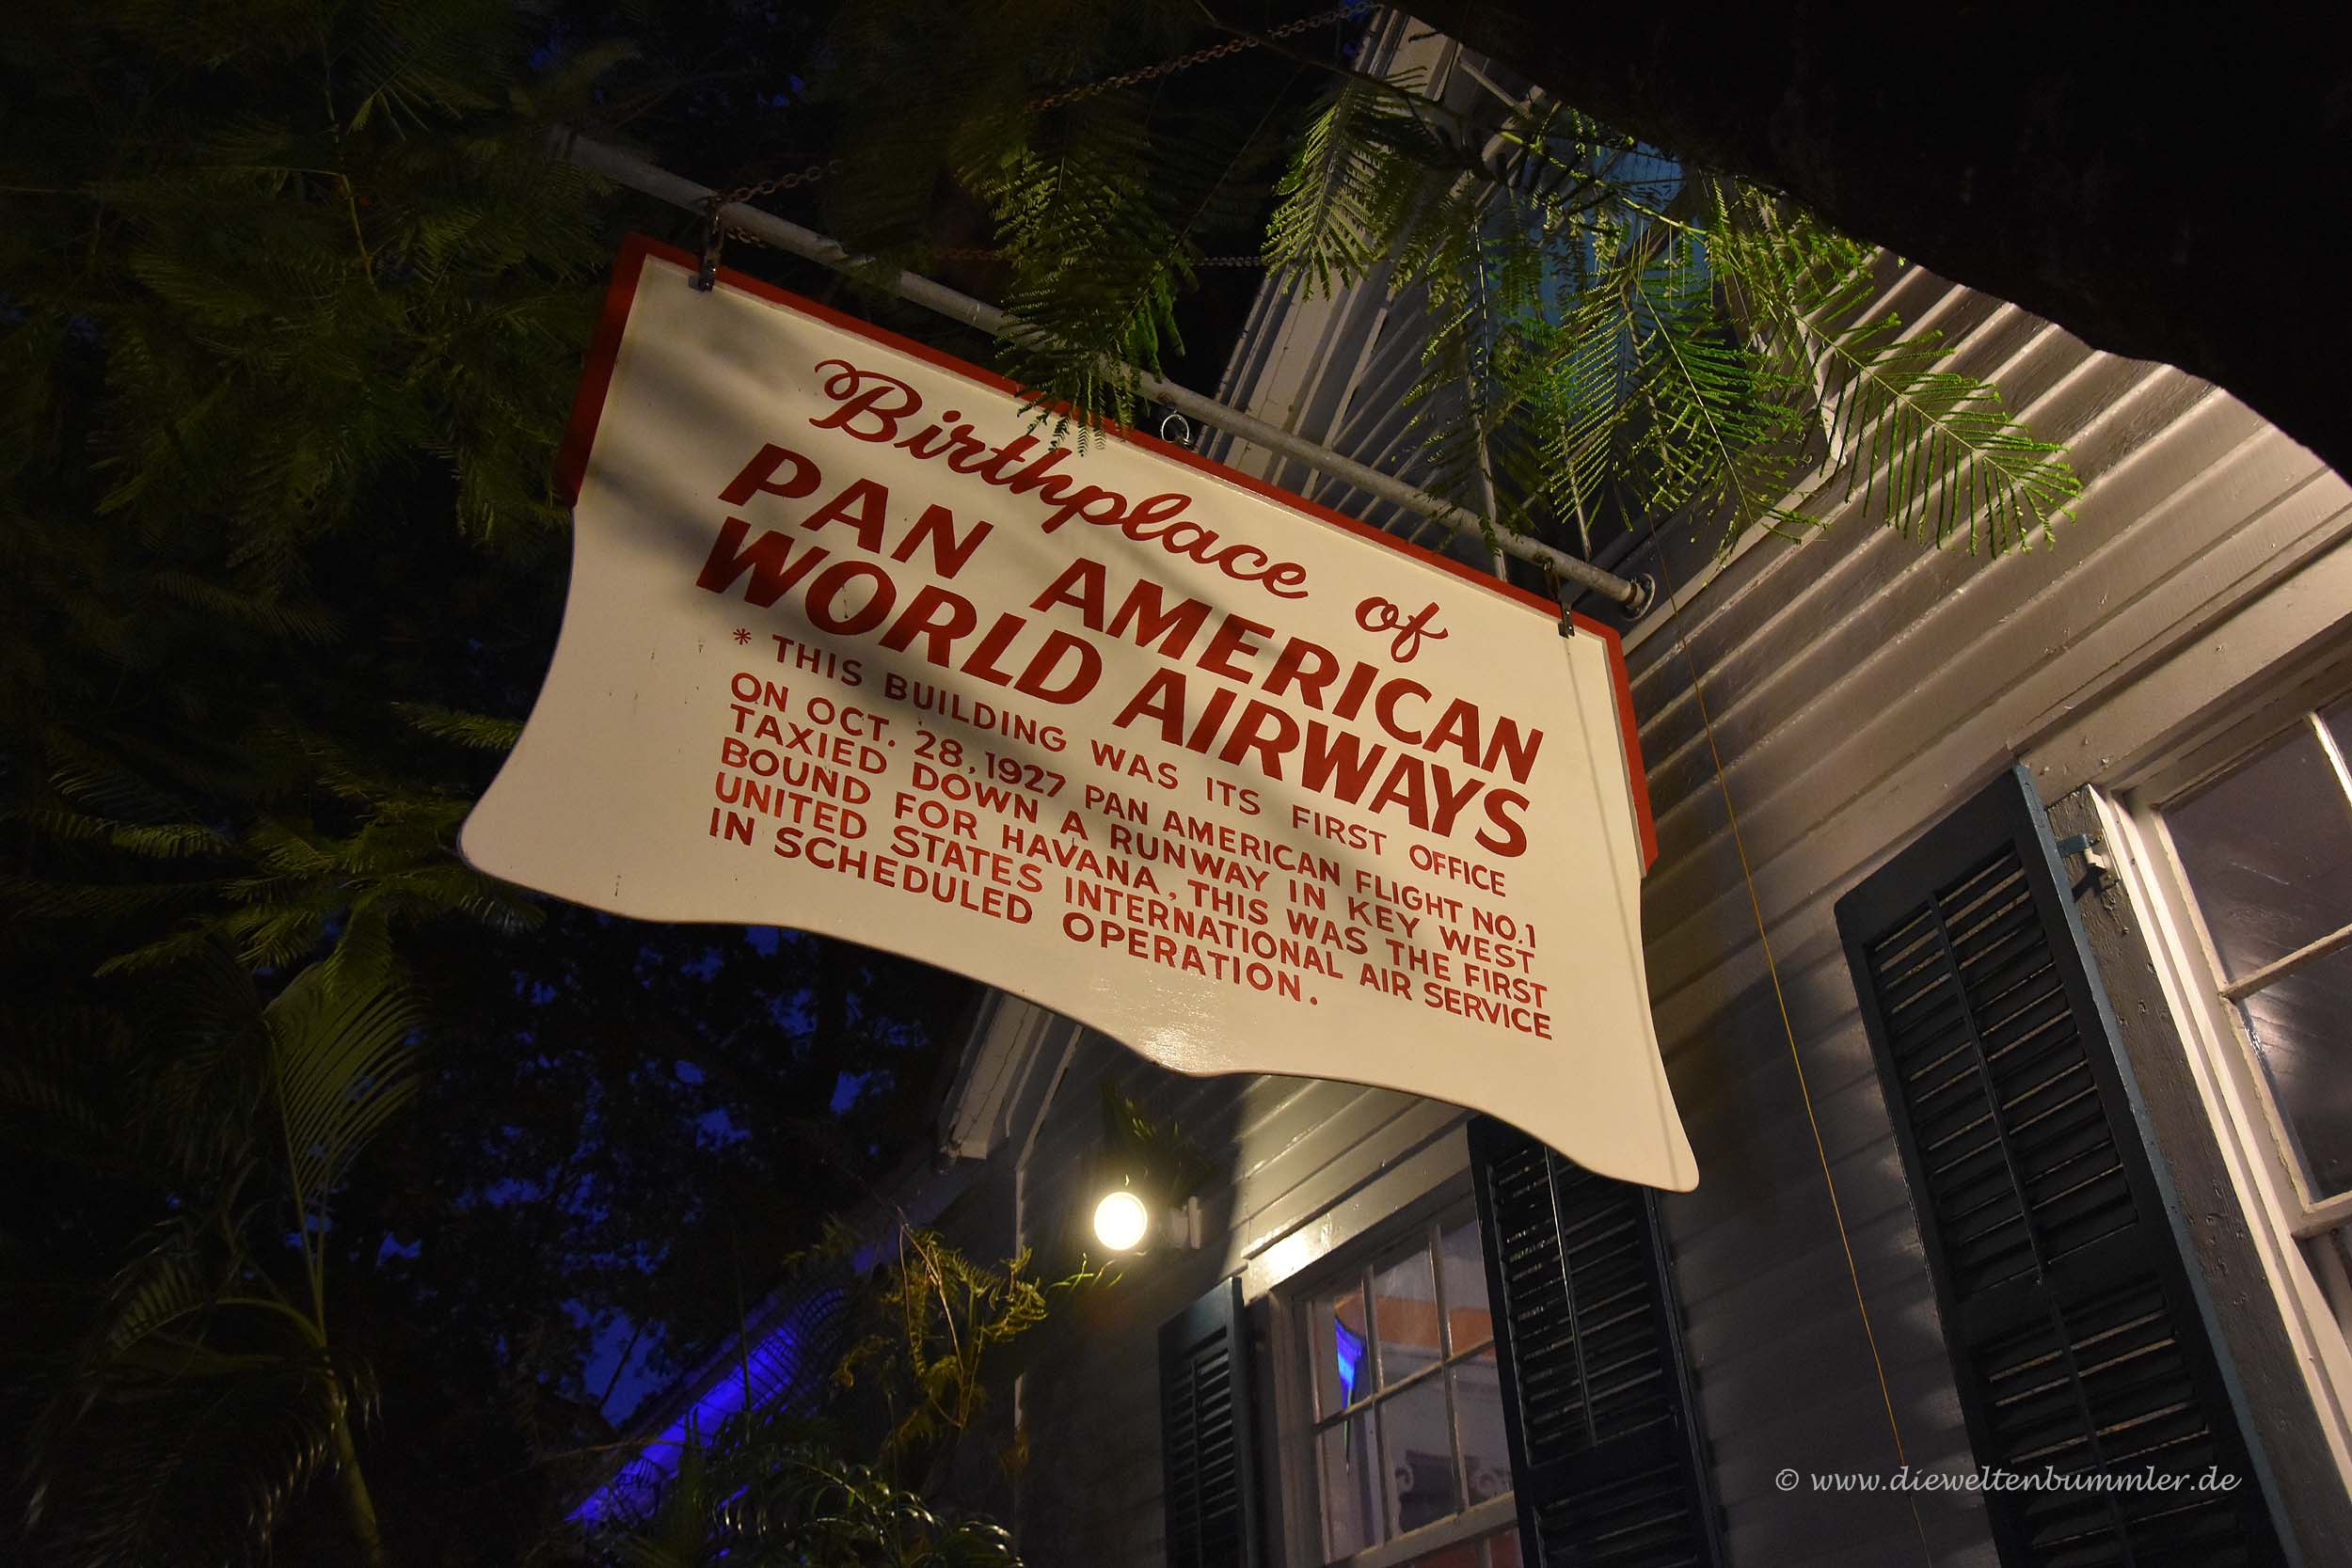 Birthplace of
PAN AMERICAN
WORLD AIRWAYS
* THIS BUILDING WAS ITS FIRST OFFICE
ON OCT. 28, 1927 PAN AMERICAN FLIGHT NO. 1
TAXIED DOWN A RUNWAY IN KEY WEST
BOUND FOR HAVANA, THIS WAS THE FIRST
UNITED STATES INTERNATIONAL AIR SERVICE
IN SCHEDULED OPERATION.
© www.dieweltenbummler.de